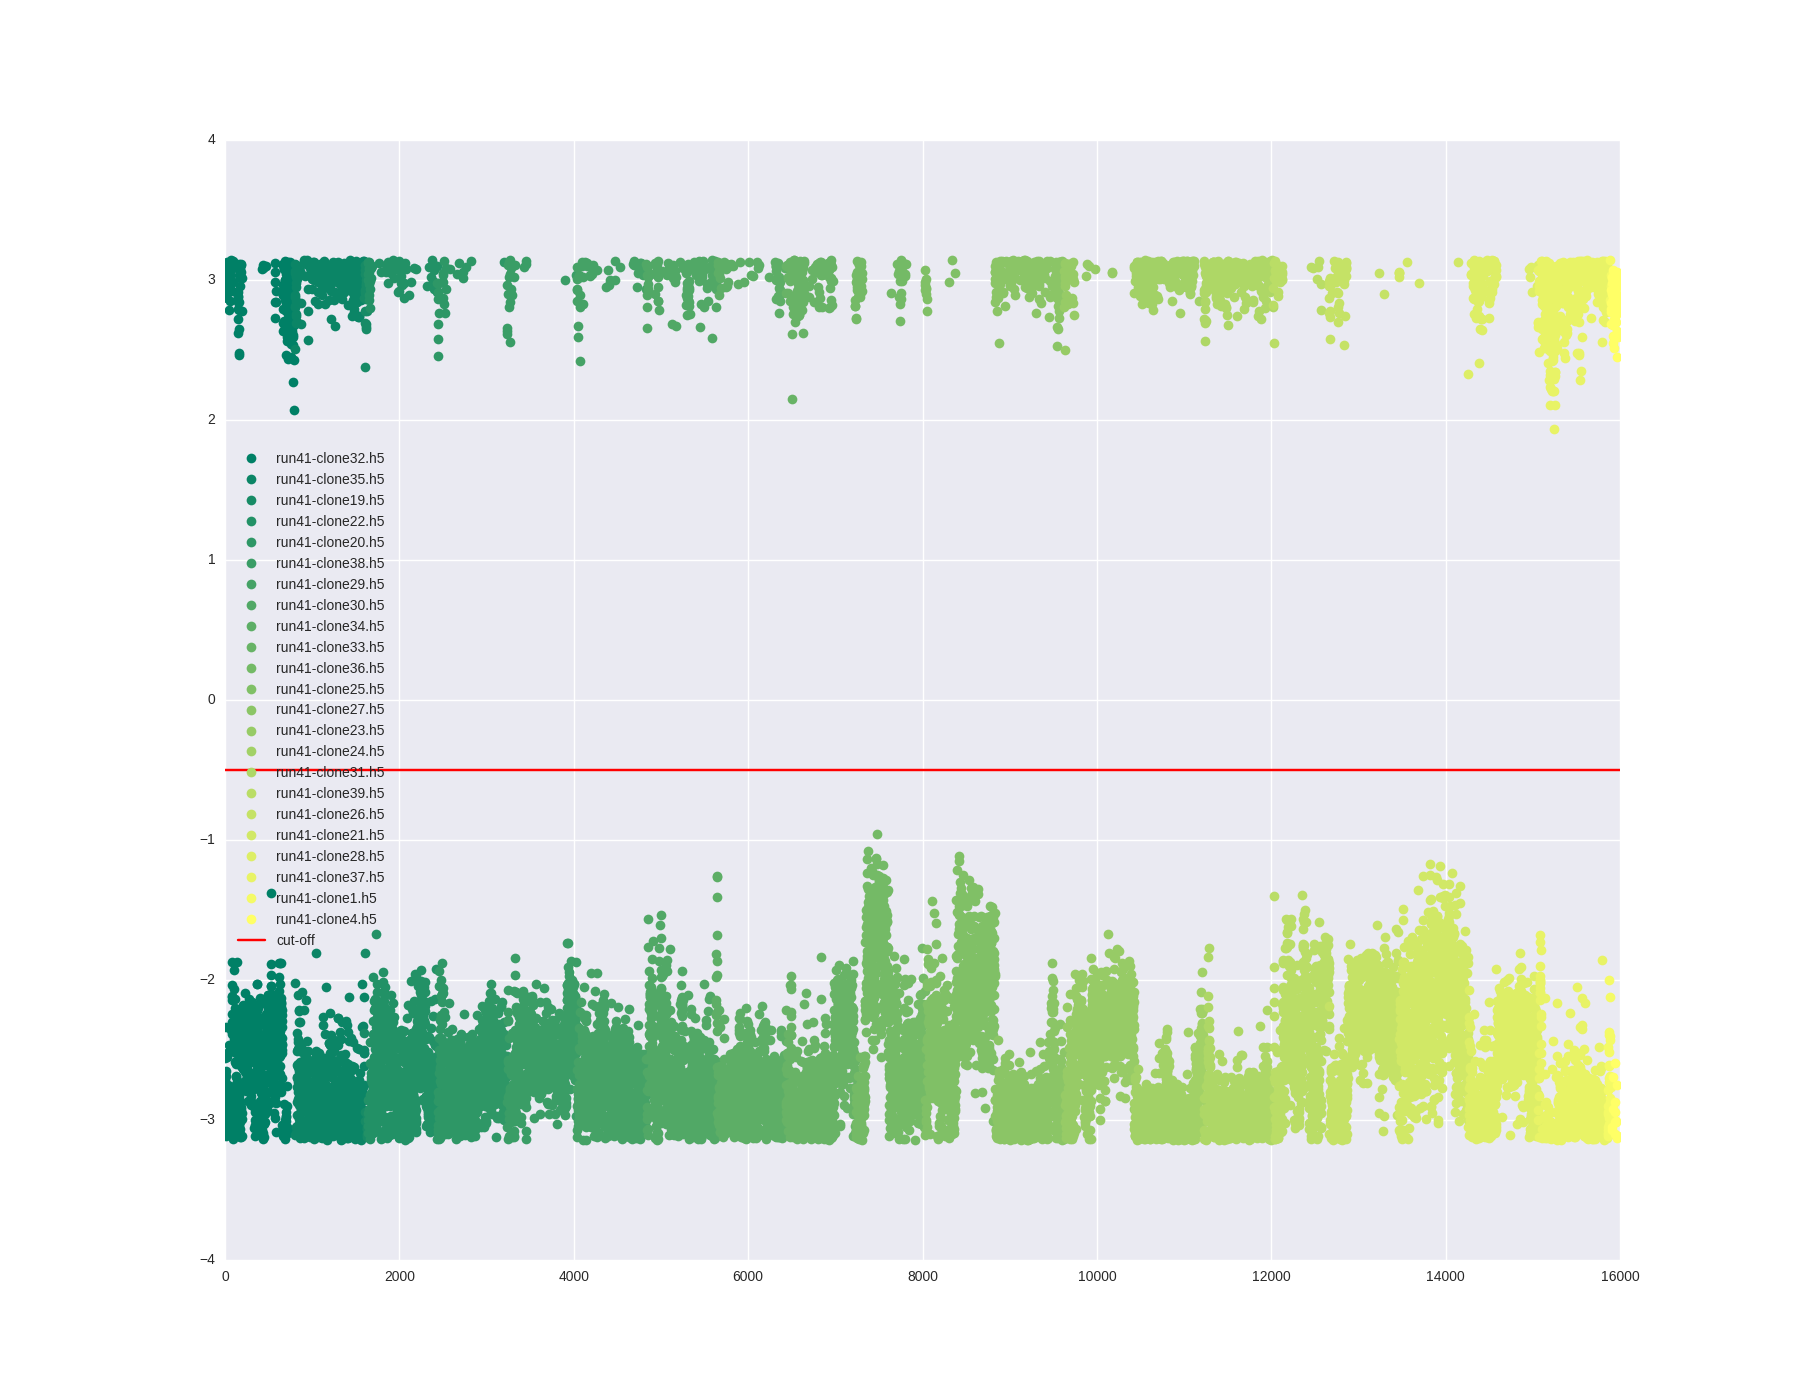 4
3
2
1
0
−1
−2
−3
−4
run41-clone32.h5
run41-clone35.h5
run41-clone19.h5
run41-clone22.h5
run41-clone20.h5
run41-clone38.h5
run41-clone29.h5
run41-clone30.h5
run41-clone34.h5
run41-clone33.h5
run41-clone36.h5
run41-clone25.h5
run41-clone27.h5
run41-clone23.h5
run41-clone24.h5
run41-clone31.h5
run41-clone39.h5
run41-clone26.h5
run41-clone21.h5
run41-clone28.h5
run41-clone37.h5
run41-clone1.h5
run41-clone4.h5
cut-off
0 2000 4000 6000 8000 10000 12000 14000 16000